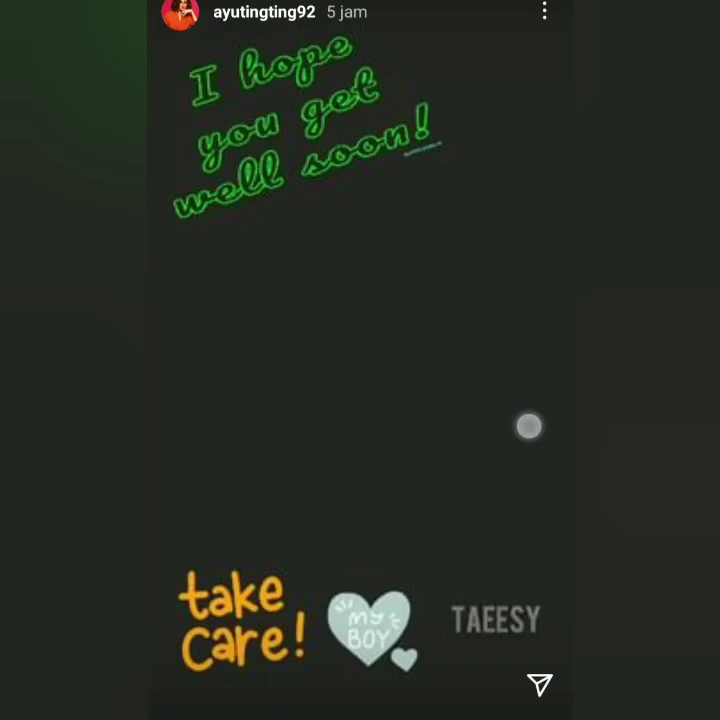 ayutingting92 5 jam
I hope
you get
well soon!
take
care!
MY
BOY
TAEESY